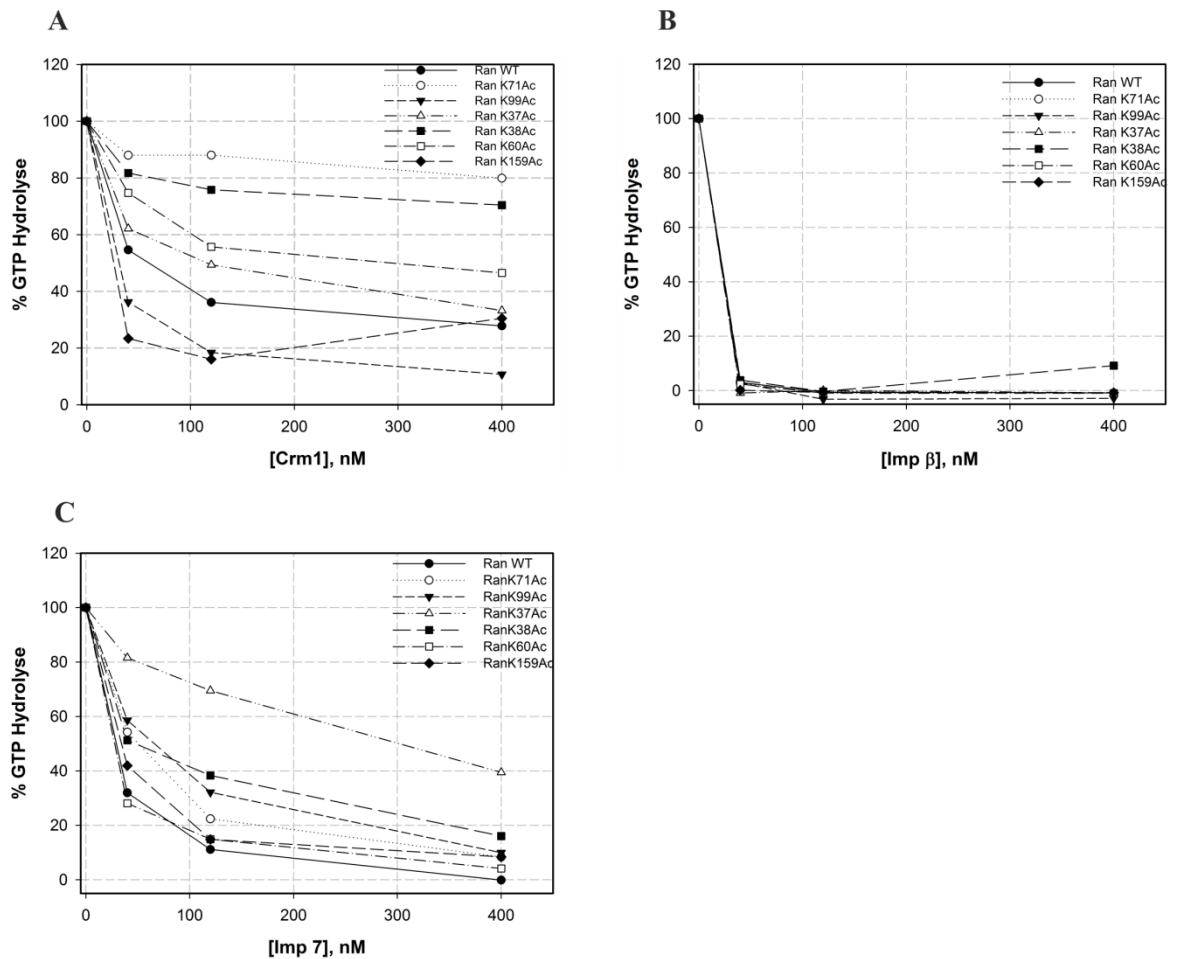 A
120
100
80
60
40
20
0
% GTP Hydrolyse
0 100 200 300 400
[Crm1], nM
Ran WT
Ran K71Ac
Ran K99Ac
Ran K37Ac
Ran K38Ac
Ran K60Ac
Ran K159Ac
B
120
100
80
60
40
20
0
% GTP Hydrolyse
0 100 200 300 400
[Imp β], nM
Ran WT
Ran K71Ac
Ran K99Ac
Ran K37Ac
Ran K38Ac
Ran K60Ac
Ran K159Ac
C
120
100
80
60
40
20
0
% GTP Hydrolyse
0 100 200 300 400
[Imp 7], nM
Ran WT
RanK71Ac
RanK99Ac
RanK37Ac
RanK38Ac
RanK60Ac
RanK159Ac